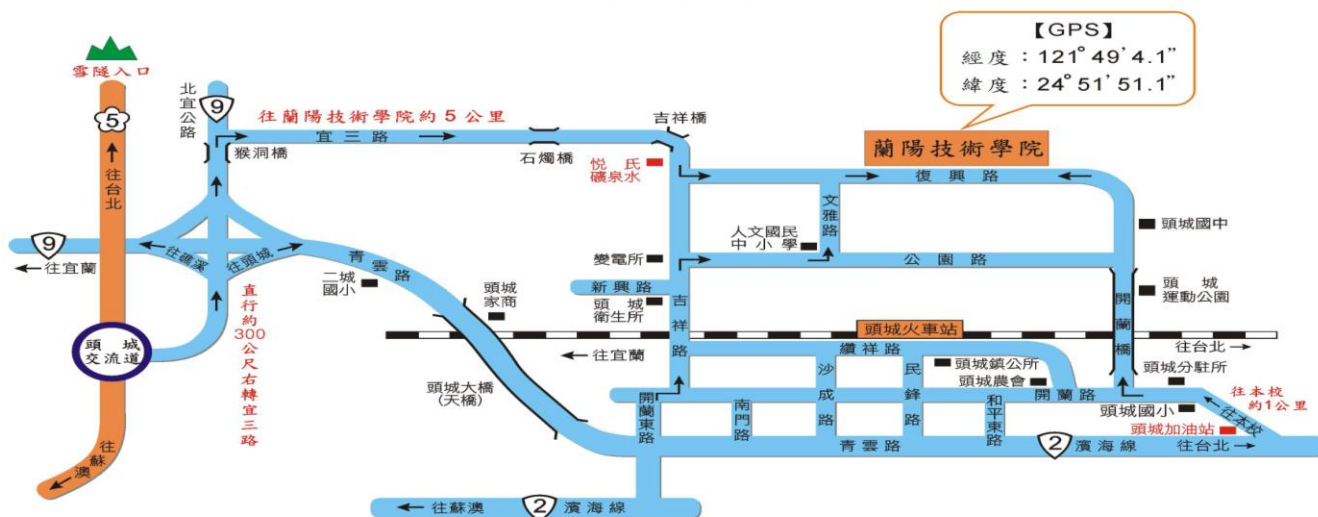 【GPS】
經度：121°49'4.1"
緯度：24°51'51.1"
雪隧入口
5
往台北
北宜公路
9
往蘭陽技術學院約5公里
宜三路
猴洞橋
石燭橋
吉祥橋
悅氏
礦泉水
蘭陽技術學院
復興路
文雅路
頭城國中
人文國民
中小學
9
往宜蘭
往礁溪
往頭城
青雲路
二城
國小
變電所
公園路
新興路
頭城
衛生所
吉祥路
頭城
運動公園
開蘭橋
直行約300公尺右轉宜三路
頭城
家商
頭城
交流道
往宜蘭
頭城火車站
往台北
纘祥路
頭城大橋
(天橋)
沙成路
民鋒路
頭城鎮公所
頭城農會
頭城分駐所
開蘭東路
南門路
和平東路
開蘭路
頭城國小
往本校
約1公里
往本校
頭城加油站
青雲路
2
濱海線
往台北
往蘇澳
往蘇澳
2
濱海線